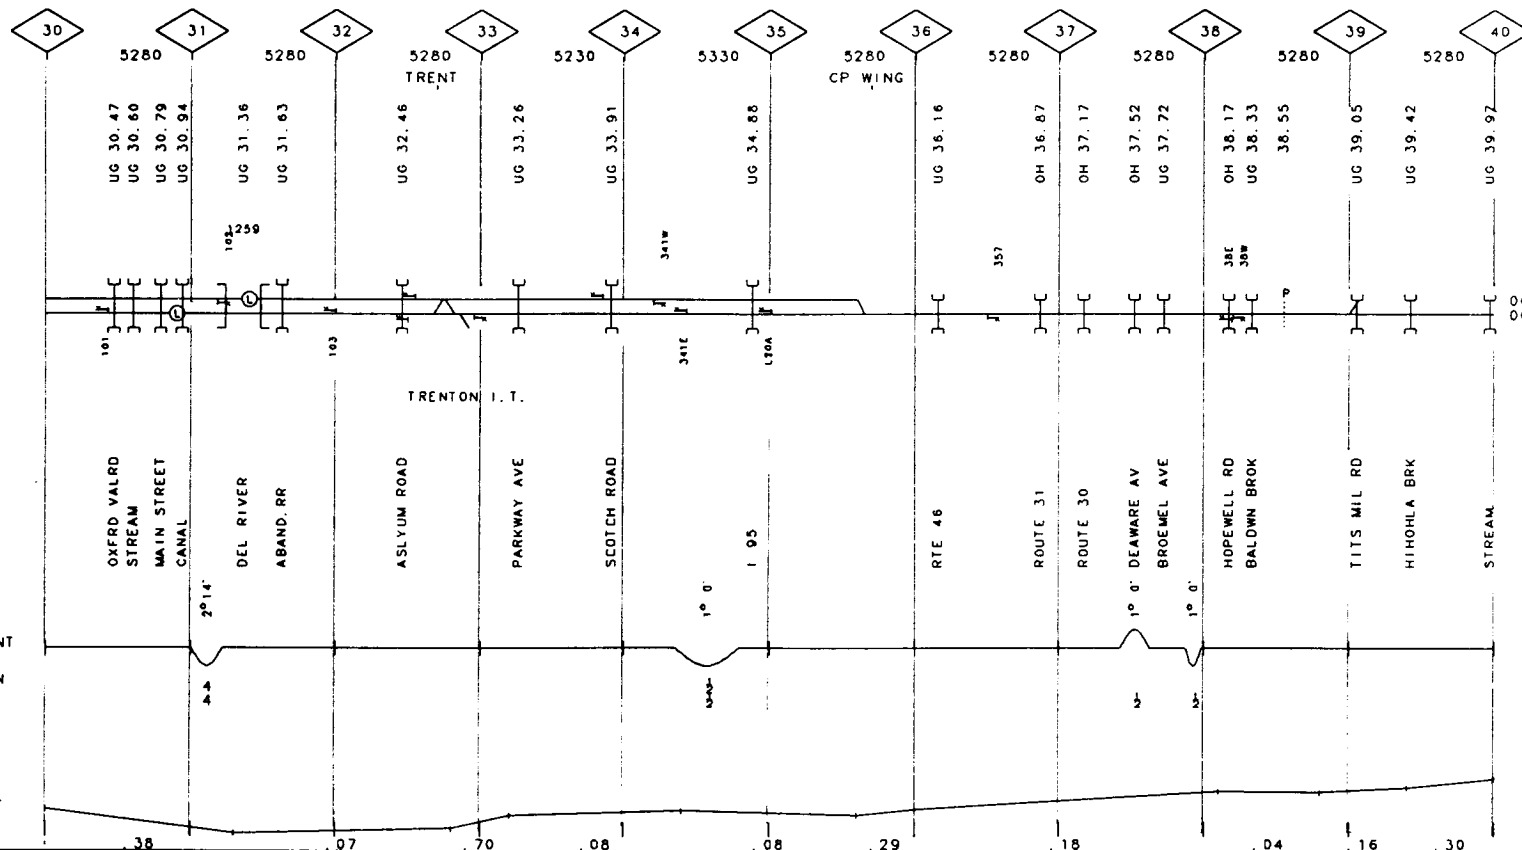 30 31 32 33 34 35 36 37 38 39 40
5280 5280 5280 5230 5330 5280 5280 5280 5280 5280
TRENT CP WING
UG 30.47
UG 30.60
UG 30.79
UG 30.94
UG 31.36
UG 31.63
UG 32.46
UG 33.26
UG 33.91
UG 34.88
UG 36.16
OH 36.87
OH 37.17
OH 37.52
UG 37.72
OH 38.17
UG 38.33
38.55
UG 39.05
UG 39.42
UG 39.97
102
1259
341W
357
38E
38W
P
L
L
101
103
341E
L20A
TRENTON I.T.
OXFRD VALRD
STREAM
MAIN STREET
CANAL
DEL RIVER
ABAND. RR
ASLYUM ROAD
PARKWAY AVE
SCOTCH ROAD
I 95
RTE 46
ROUTE 31
ROUTE 30
DEAWARE AV
BROEMEL AVE
HOPEWELL RD
BALDWN BROK
TITS MIL RD
HIHOHLA BRK
STREAM
2° 14'
1° 0'
1° 0'
1° 0'
NT
N
4
4
1/2
1/2
.38 .07 .70 .08 .08 .29 .18 .04 .16 .30